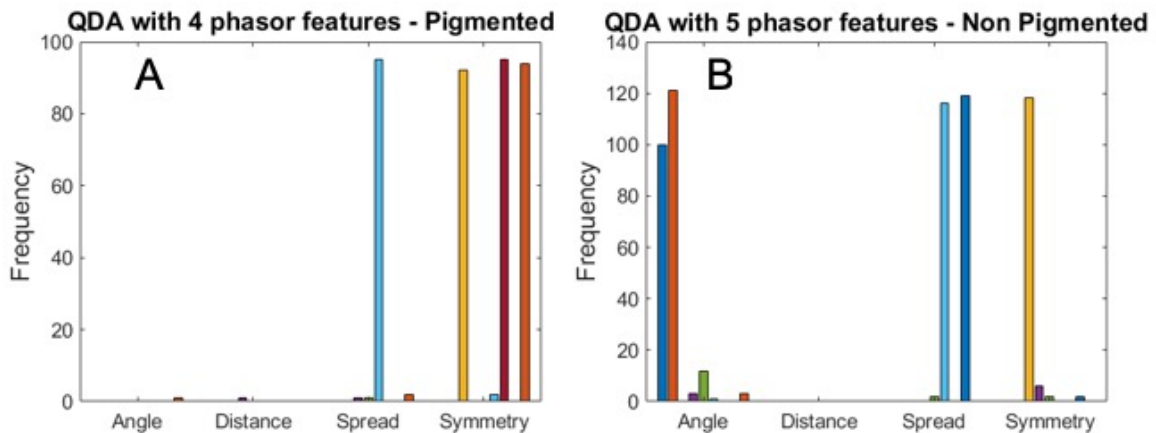 QDA with 4 phasor features - Pigmented
A
100
80
60
40
20
0
Frequency
Angle Distance Spread Symmetry
QDA with 5 phasor features - Non Pigmented
B
140
120
100
80
60
40
20
0
Frequency
Angle Distance Spread Symmetry